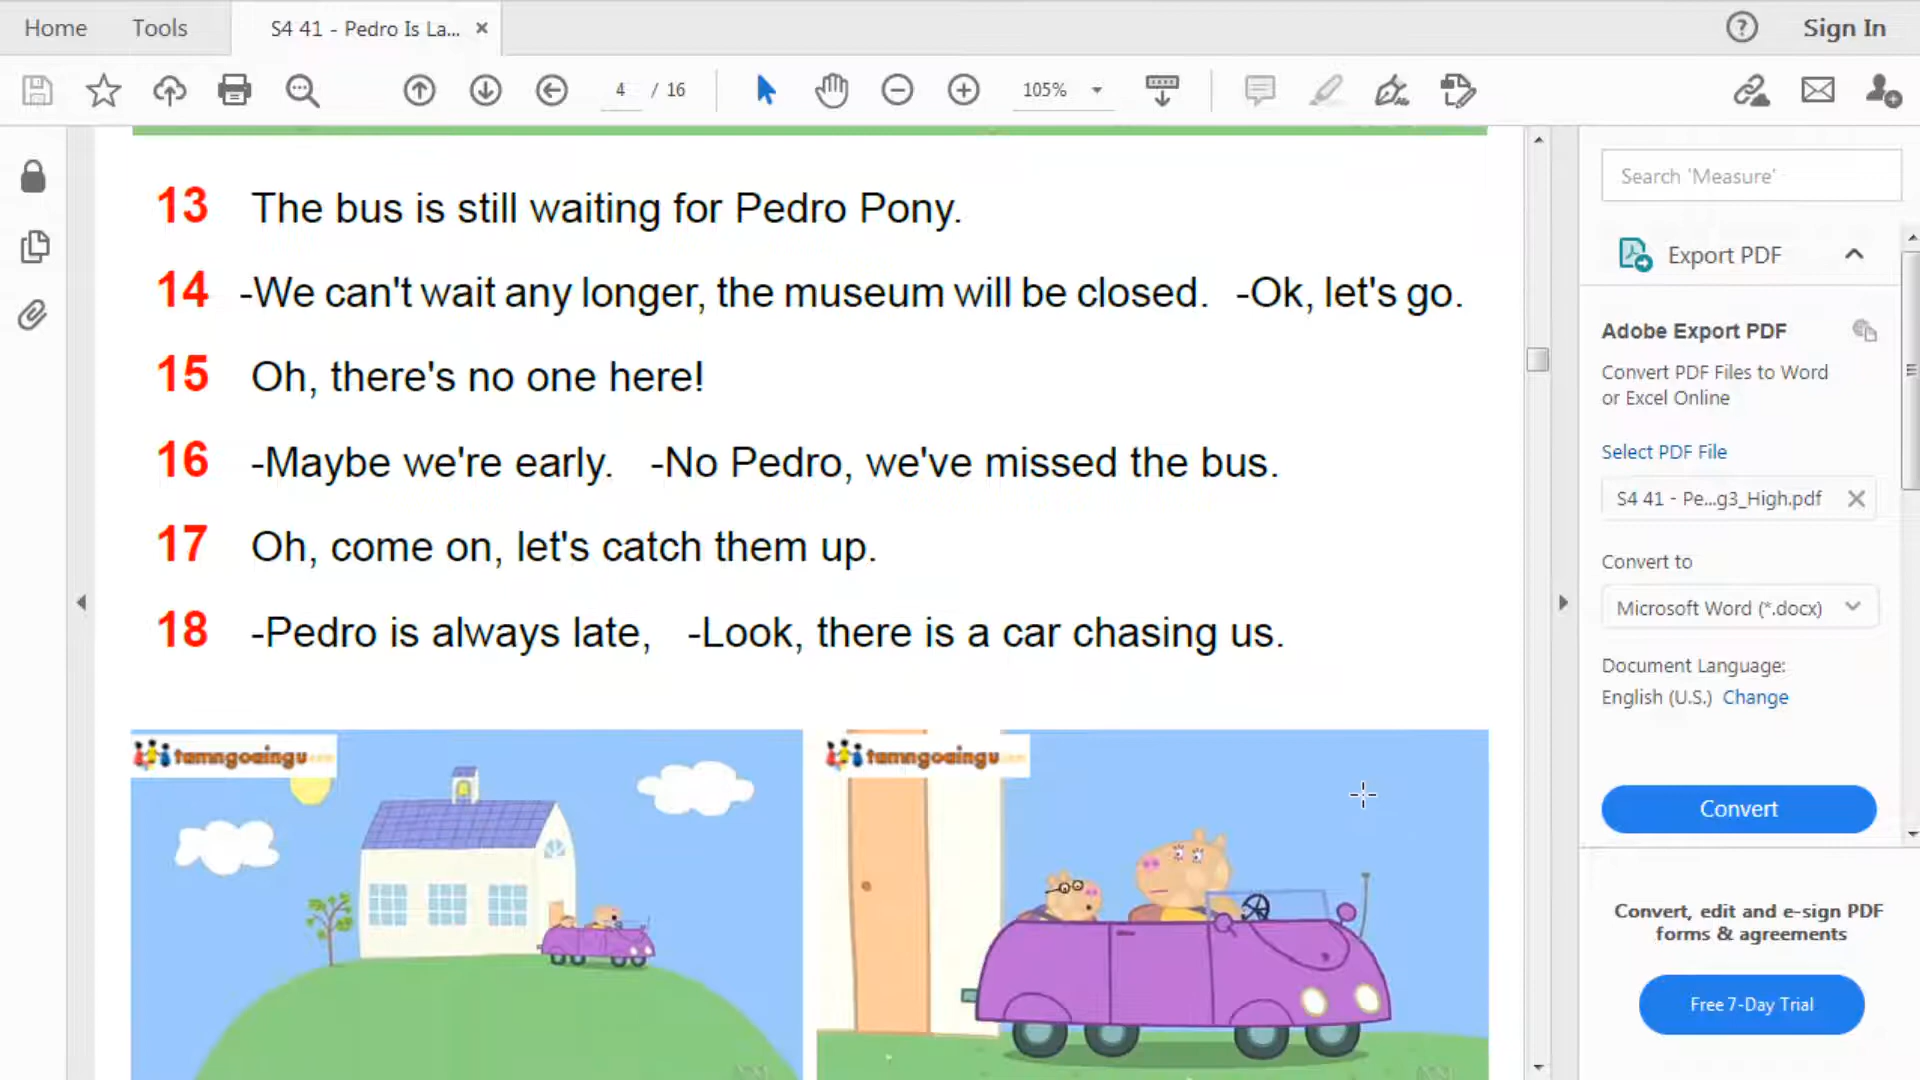 Home Tools S4 41 - Pedro Is La... Sign In
4 / 16 105%
Search 'Measure'
13 The bus is still waiting for Pedro Pony.
14 -We can't wait any longer, the museum will be closed. -Ok, let's go.
15 Oh, there's no one here!
16 -Maybe we're early. -No Pedro, we've missed the bus.
17 Oh, come on, let's catch them up.
18 -Pedro is always late, -Look, there is a car chasing us.
tamngoaingu
tamngoaingu
Export PDF
Adobe Export PDF
Convert PDF Files to Word
or Excel Online
Select PDF File
S4 41 - Pe...g3_High.pdf
Convert to
Microsoft Word (*.docx)
Document Language:
English (U.S.) Change
Convert
Convert, edit and e-sign PDF
forms & agreements
Free 7-Day Trial